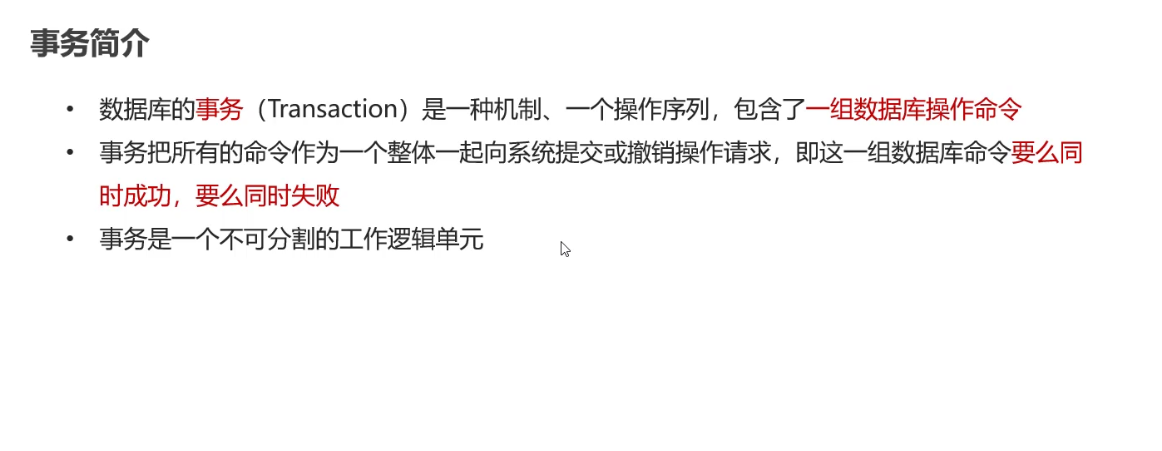 事务简介
• 数据库的事务（Transaction）是一种机制、一个操作序列，包含了一组数据库操作命令
• 事务把所有的命令作为一个整体一起向系统提交或撤销操作请求，即这一组数据库命令要么同
时成功，要么同时失败
• 事务是一个不可分割的工作逻辑单元